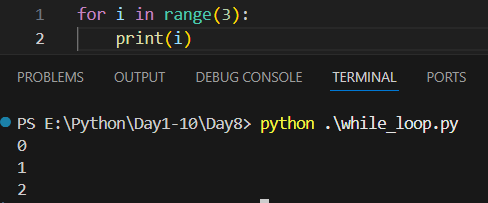 1 for i in range(3):
2 print(i)
PROBLEMS OUTPUT DEBUG CONSOLE TERMINAL PORTS
PS E:\Python\Day1-10\Day8> python .\while_loop.py
0
1
2